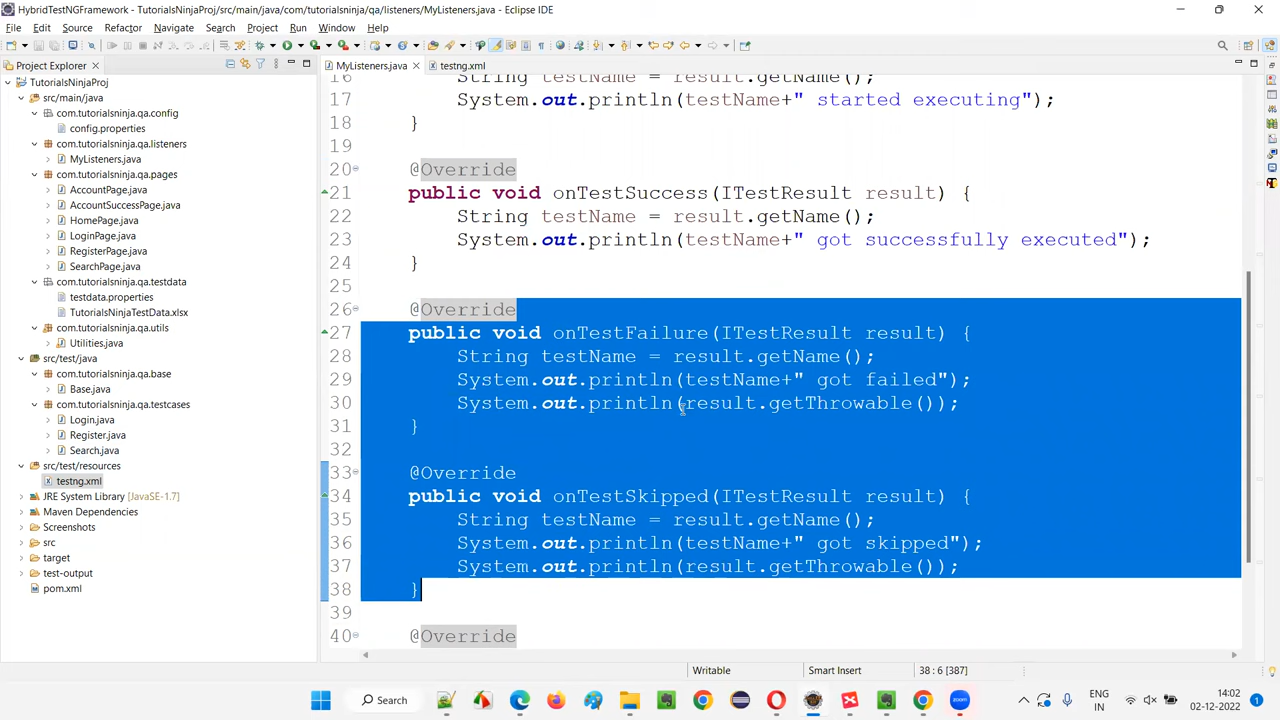 HybridTestNGFramework - TutorialsNinjaProj/src/main/java/com/tutorialsninja/qa/listeners/MyListeners.java - Eclipse IDE
File Edit Source Refactor Navigate Search Project Run Window Help
Project Explorer
TutorialsNinjaProj
src/main/java
com.tutorialsninja.qa.config
config.properties
com.tutorialsninja.qa.listeners
MyListeners.java
com.tutorialsninja.qa.pages
AccountPage.java
AccountSuccessPage.java
HomePage.java
LoginPage.java
RegisterPage.java
SearchPage.java
com.tutorialsninja.qa.testdata
testdata.properties
TutorialsNinjaTestData.xlsx
com.tutorialsninja.qa.utils
Utilities.java
src/test/java
com.tutorialsninja.qa.base
Base.java
com.tutorialsninja.qa.testcases
Login.java
Register.java
Search.java
src/test/resources
testng.xml
JRE System Library [JavaSE-1.7]
Maven Dependencies
Screenshots
src
target
test-output
pom.xml
MyListeners.java testng.xml
16 String testName = result.getName();
17 System.out.println(testName+" started executing");
18 }
19
20 @Override
21 public void onTestSuccess(ITestResult result) {
22 String testName = result.getName();
23 System.out.println(testName+" got successfully executed");
24 }
25
26 @Override
27 public void onTestFailure(ITestResult result) {
28 String testName = result.getName();
29 System.out.println(testName+" got failed");
30 System.out.println(result.getThrowable());
31 }
32
33 @Override
34 public void onTestSkipped(ITestResult result) {
35 String testName = result.getName();
36 System.out.println(testName+" got skipped");
37 System.out.println(result.getThrowable());
38 }
39
40 @Override
Writable Smart Insert 38 : 6 [387]
Search
zoom
ENG
IN
14:02
02-12-2022
1